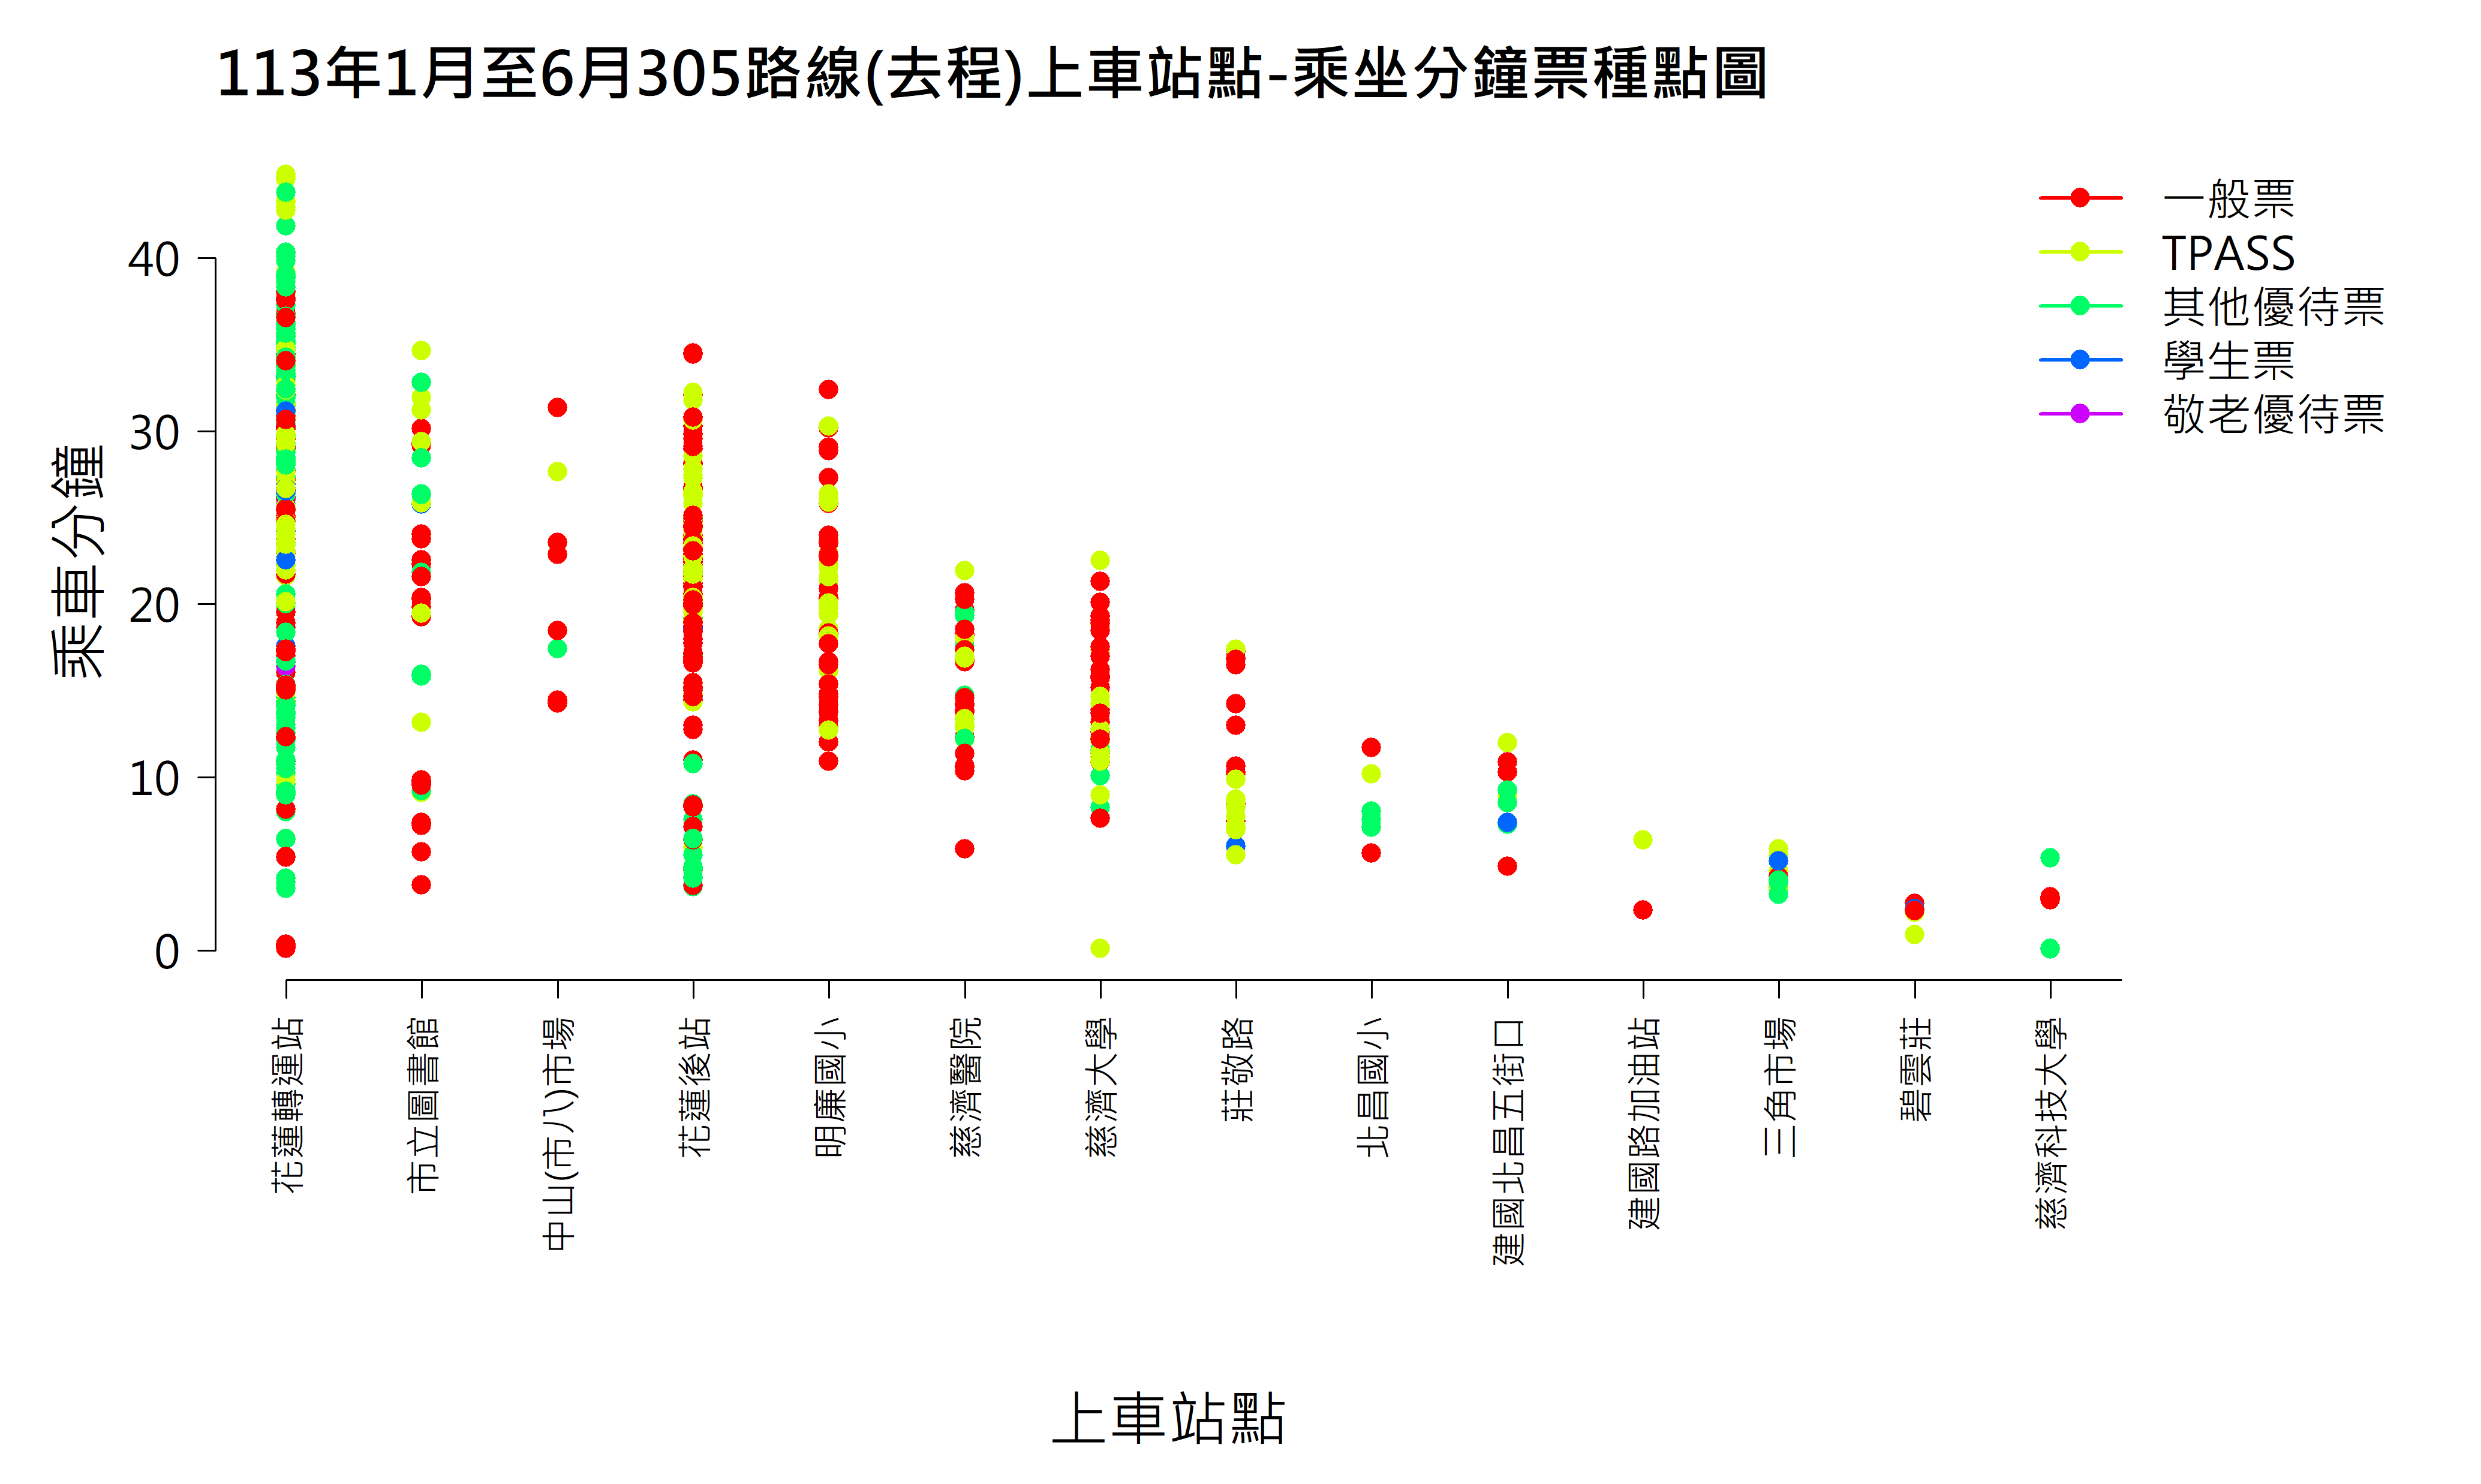 113年1月至6月305路線(去程)上車站點-乘坐分鐘票種點圖
一般票
TPASS
其他優待票
學生票
敬老優待票
乘車分鐘
40
30
20
10
0
花蓮轉運站
市立圖書館
中山(市八)市場
花蓮後站
明廉國小
慈濟醫院
慈濟大學
莊敬路
北昌國小
建國北昌五街口
建國路加油站
三角市場
碧雲莊
慈濟科技大學
上車站點